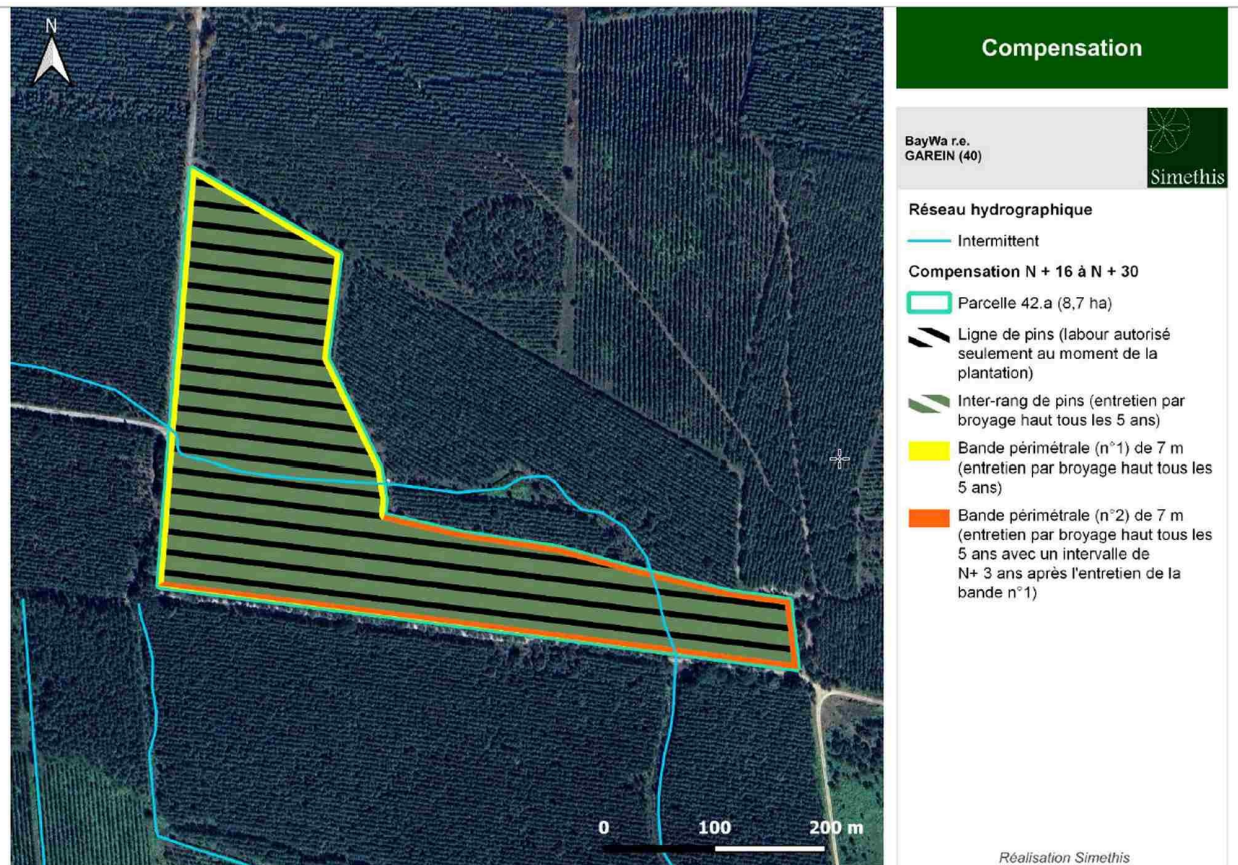 N
Compensation
BayWa r.e.
GAREIN (40)
Simethis
Réseau hydrographique
Intermittent
Compensation N + 16 à N + 30
Parcelle 42.a (8,7 ha)
Ligne de pins (labour autorisé
seulement au moment de la
plantation)
Inter-rang de pins (entretien par
broyage haut tous les 5 ans)
Bande périmétrale (n°1) de 7 m
(entretien par broyage haut tous les
5 ans)
Bande périmétrale (n°2) de 7 m
(entretien par broyage haut tous les
5 ans avec un intervalle de
N+ 3 ans après l'entretien de la
bande n°1)
0 100 200 m
Réalisation Simethis